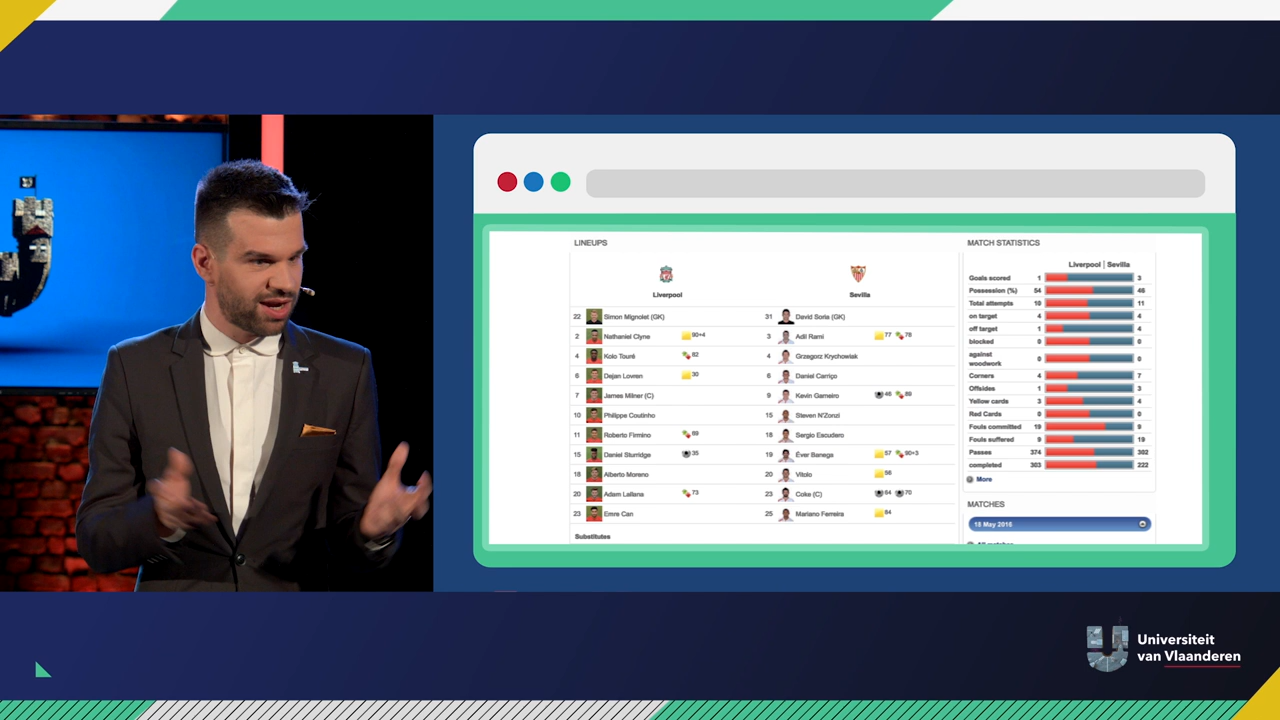 LINEUPS
Liverpool
Sevilla
22 Simon Mignolet (GK)
31 David Soria (GK)
2 Nathaniel Clyne 90+4
3 Adil Rami 77 78
4 Kolo Touré 82
4 Grzegorz Krychowiak
6 Dejan Lovren 30
6 Daniel Carriço
7 James Milner (C)
9 Kevin Gameiro 46 89
10 Philippe Coutinho
15 Steven N'Zonzi
11 Roberto Firmino 69
18 Sergio Escudero
15 Daniel Sturridge 35
19 Éver Banega 57 90+3
18 Alberto Moreno
20 Vitolo 56
20 Adam Lallana 73
23 Coke (C) 64 70
23 Emre Can
25 Mariano Ferreira 84
Substitutes
MATCH STATISTICS
Liverpool | Sevilla
Goals scored 1 3
Possession (%) 54 46
Total attempts 10 11
on target 4 4
off target 1 4
blocked 0 0
against woodwork 0 0
Corners 4 7
Offsides 1 3
Yellow cards 3 4
Red Cards 0 0
Fouls committed 19 9
Fouls suffered 9 19
Passes 374 302
completed 303 222
More
MATCHES
18 May 2016
Universiteit
van Vlaanderen